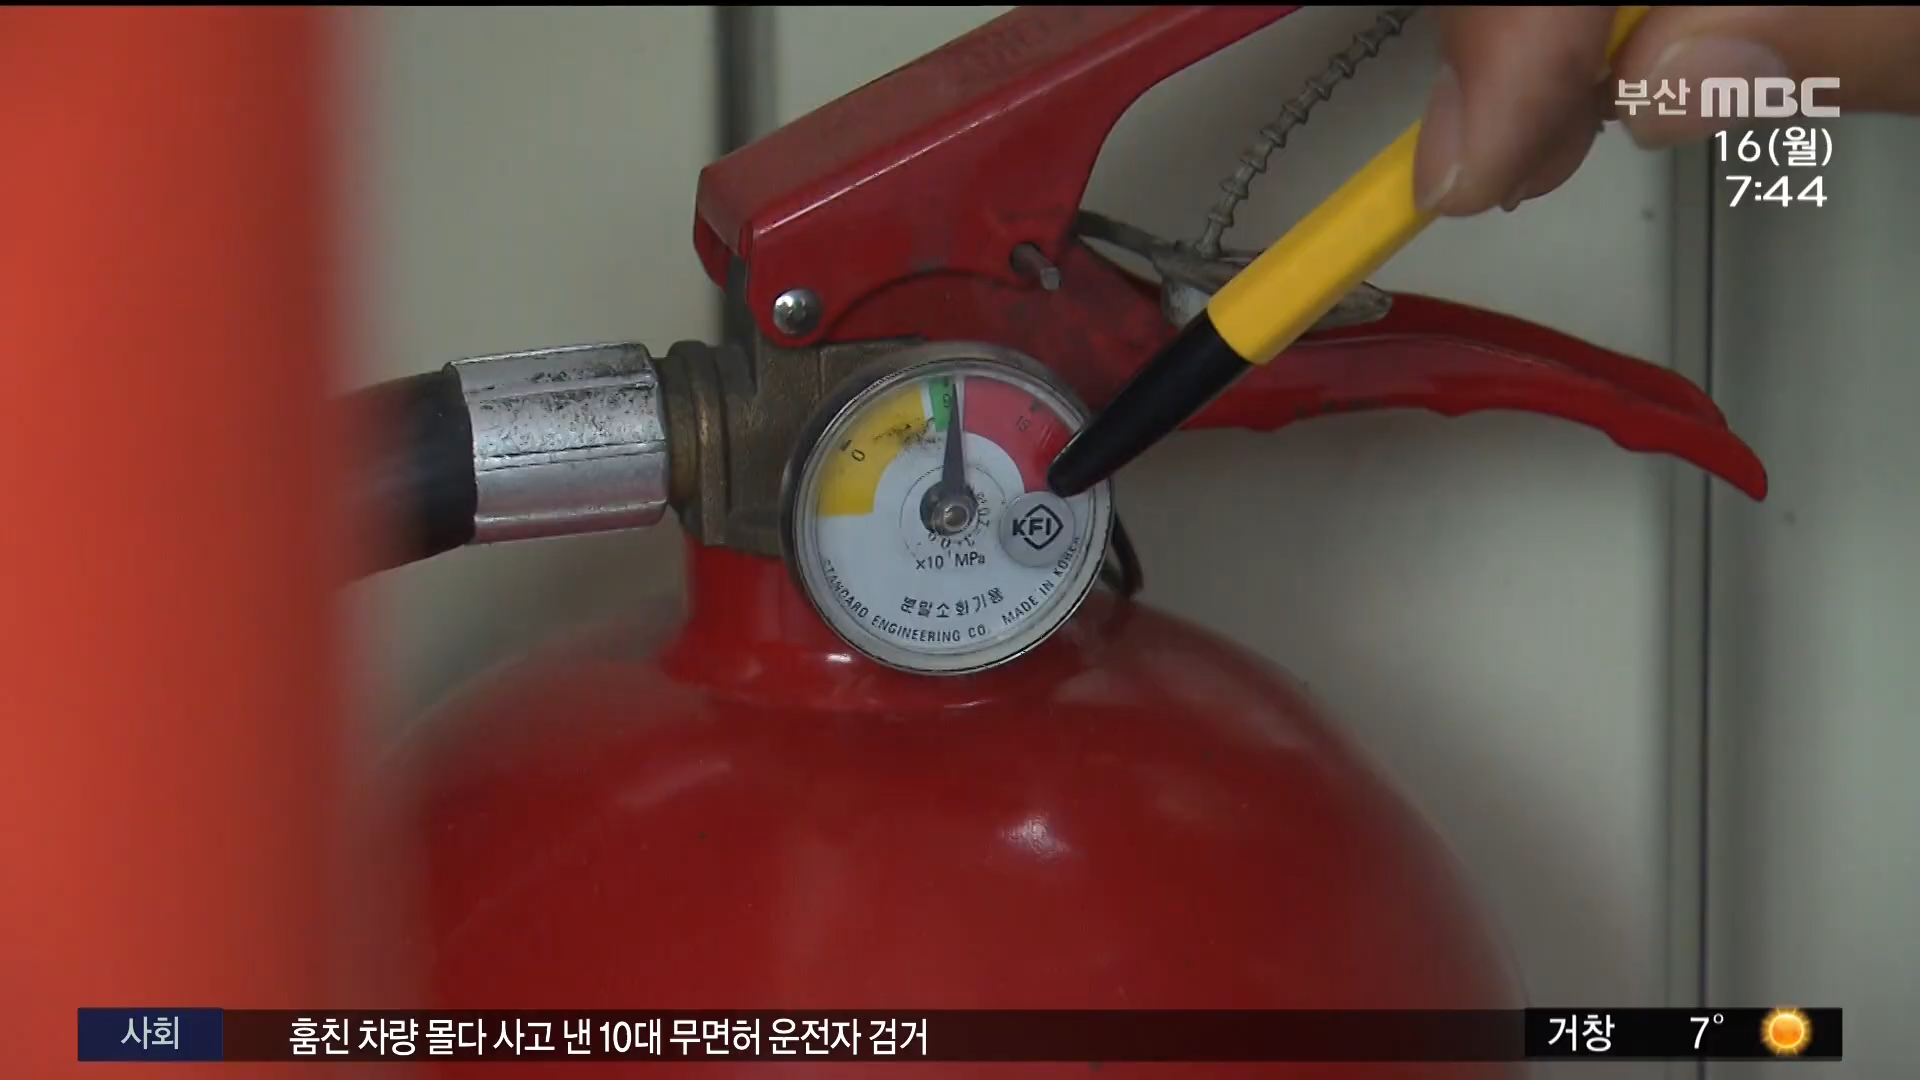 부산 MBC
16(월)
7:44
0
15
KFI
×10⁻¹ MPa
분말소화기용
STANDARD ENGINEERING CO. MADE IN KOREA
사회
훔친 차량 몰다 사고 낸 10대 무면허 운전자 검거
거창 7°